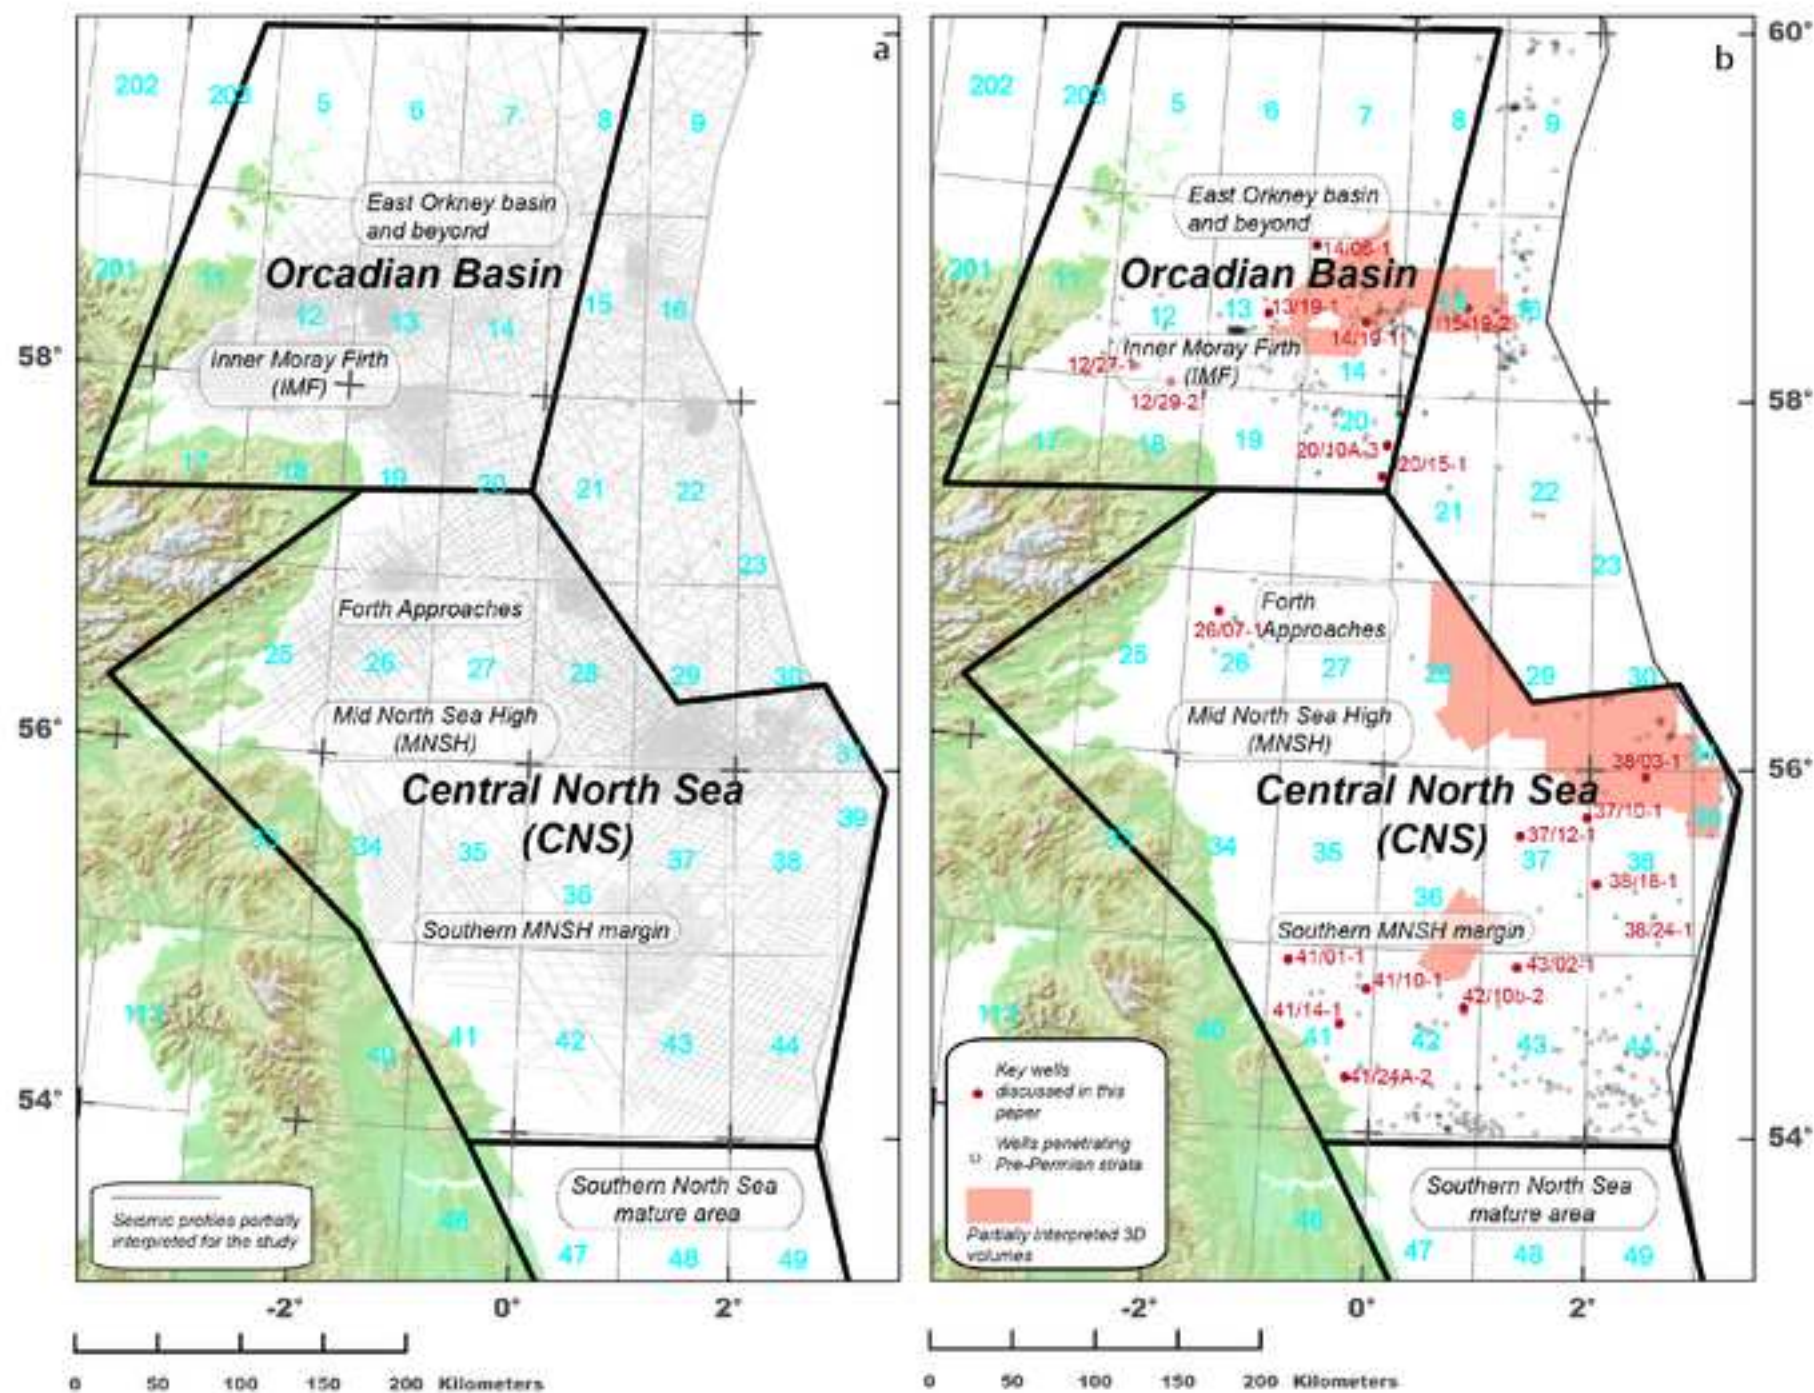 a
202
203
5
6
7
8
9
East Orkney basin
and beyond
Orcadian Basin
201
11
12
13
14
15
16
Inner Moray Firth
(IMF)
58°
17
18
19
20
21
22
23
Forth Approaches
25
26
27
28
29
30
Mid North Sea High
(MNSH)
56°
Central North Sea
(CNS)
39
34
35
36
37
38
Southern MNSH margin
40
41
42
43
44
54°
Southern North Sea
mature area
Seismic profiles partially
interpreted for the study
46
47
48
49
-2°
0°
2°
0 50 100 150 200 Kilometers
b
60°
202
203
5
6
7
8
9
East Orkney basin
and beyond
14/06-1
Orcadian Basin
201
11
12
13
13/19-1
16
15/19-2
Inner Moray Firth
(IMF)
12/27-1
14
12/29-2
58°
17
18
19
20
20/10A-3
20/15-1
21
22
23
26/07-1
Forth
Approaches
25
26
27
28
29
30
Mid North Sea High
(MNSH)
38/03-1
56°
Central North Sea
(CNS)
37/10-1
37/12-1
34
35
36
37
38
38/18-1
38/24-1
Southern MNSH margin
41/01-1
41/10-1
43/02-1
42/10b-2
41/14-1
40
41
42
43
44
41/24A-2
54°
Key wells
discussed in this
paper
Wells penetrating
Pre-Permian strata
Partially interpreted 3D
volumes
Southern North Sea
mature area
46
47
48
49
-2°
0°
2°
0 50 100 150 200 Kilometers